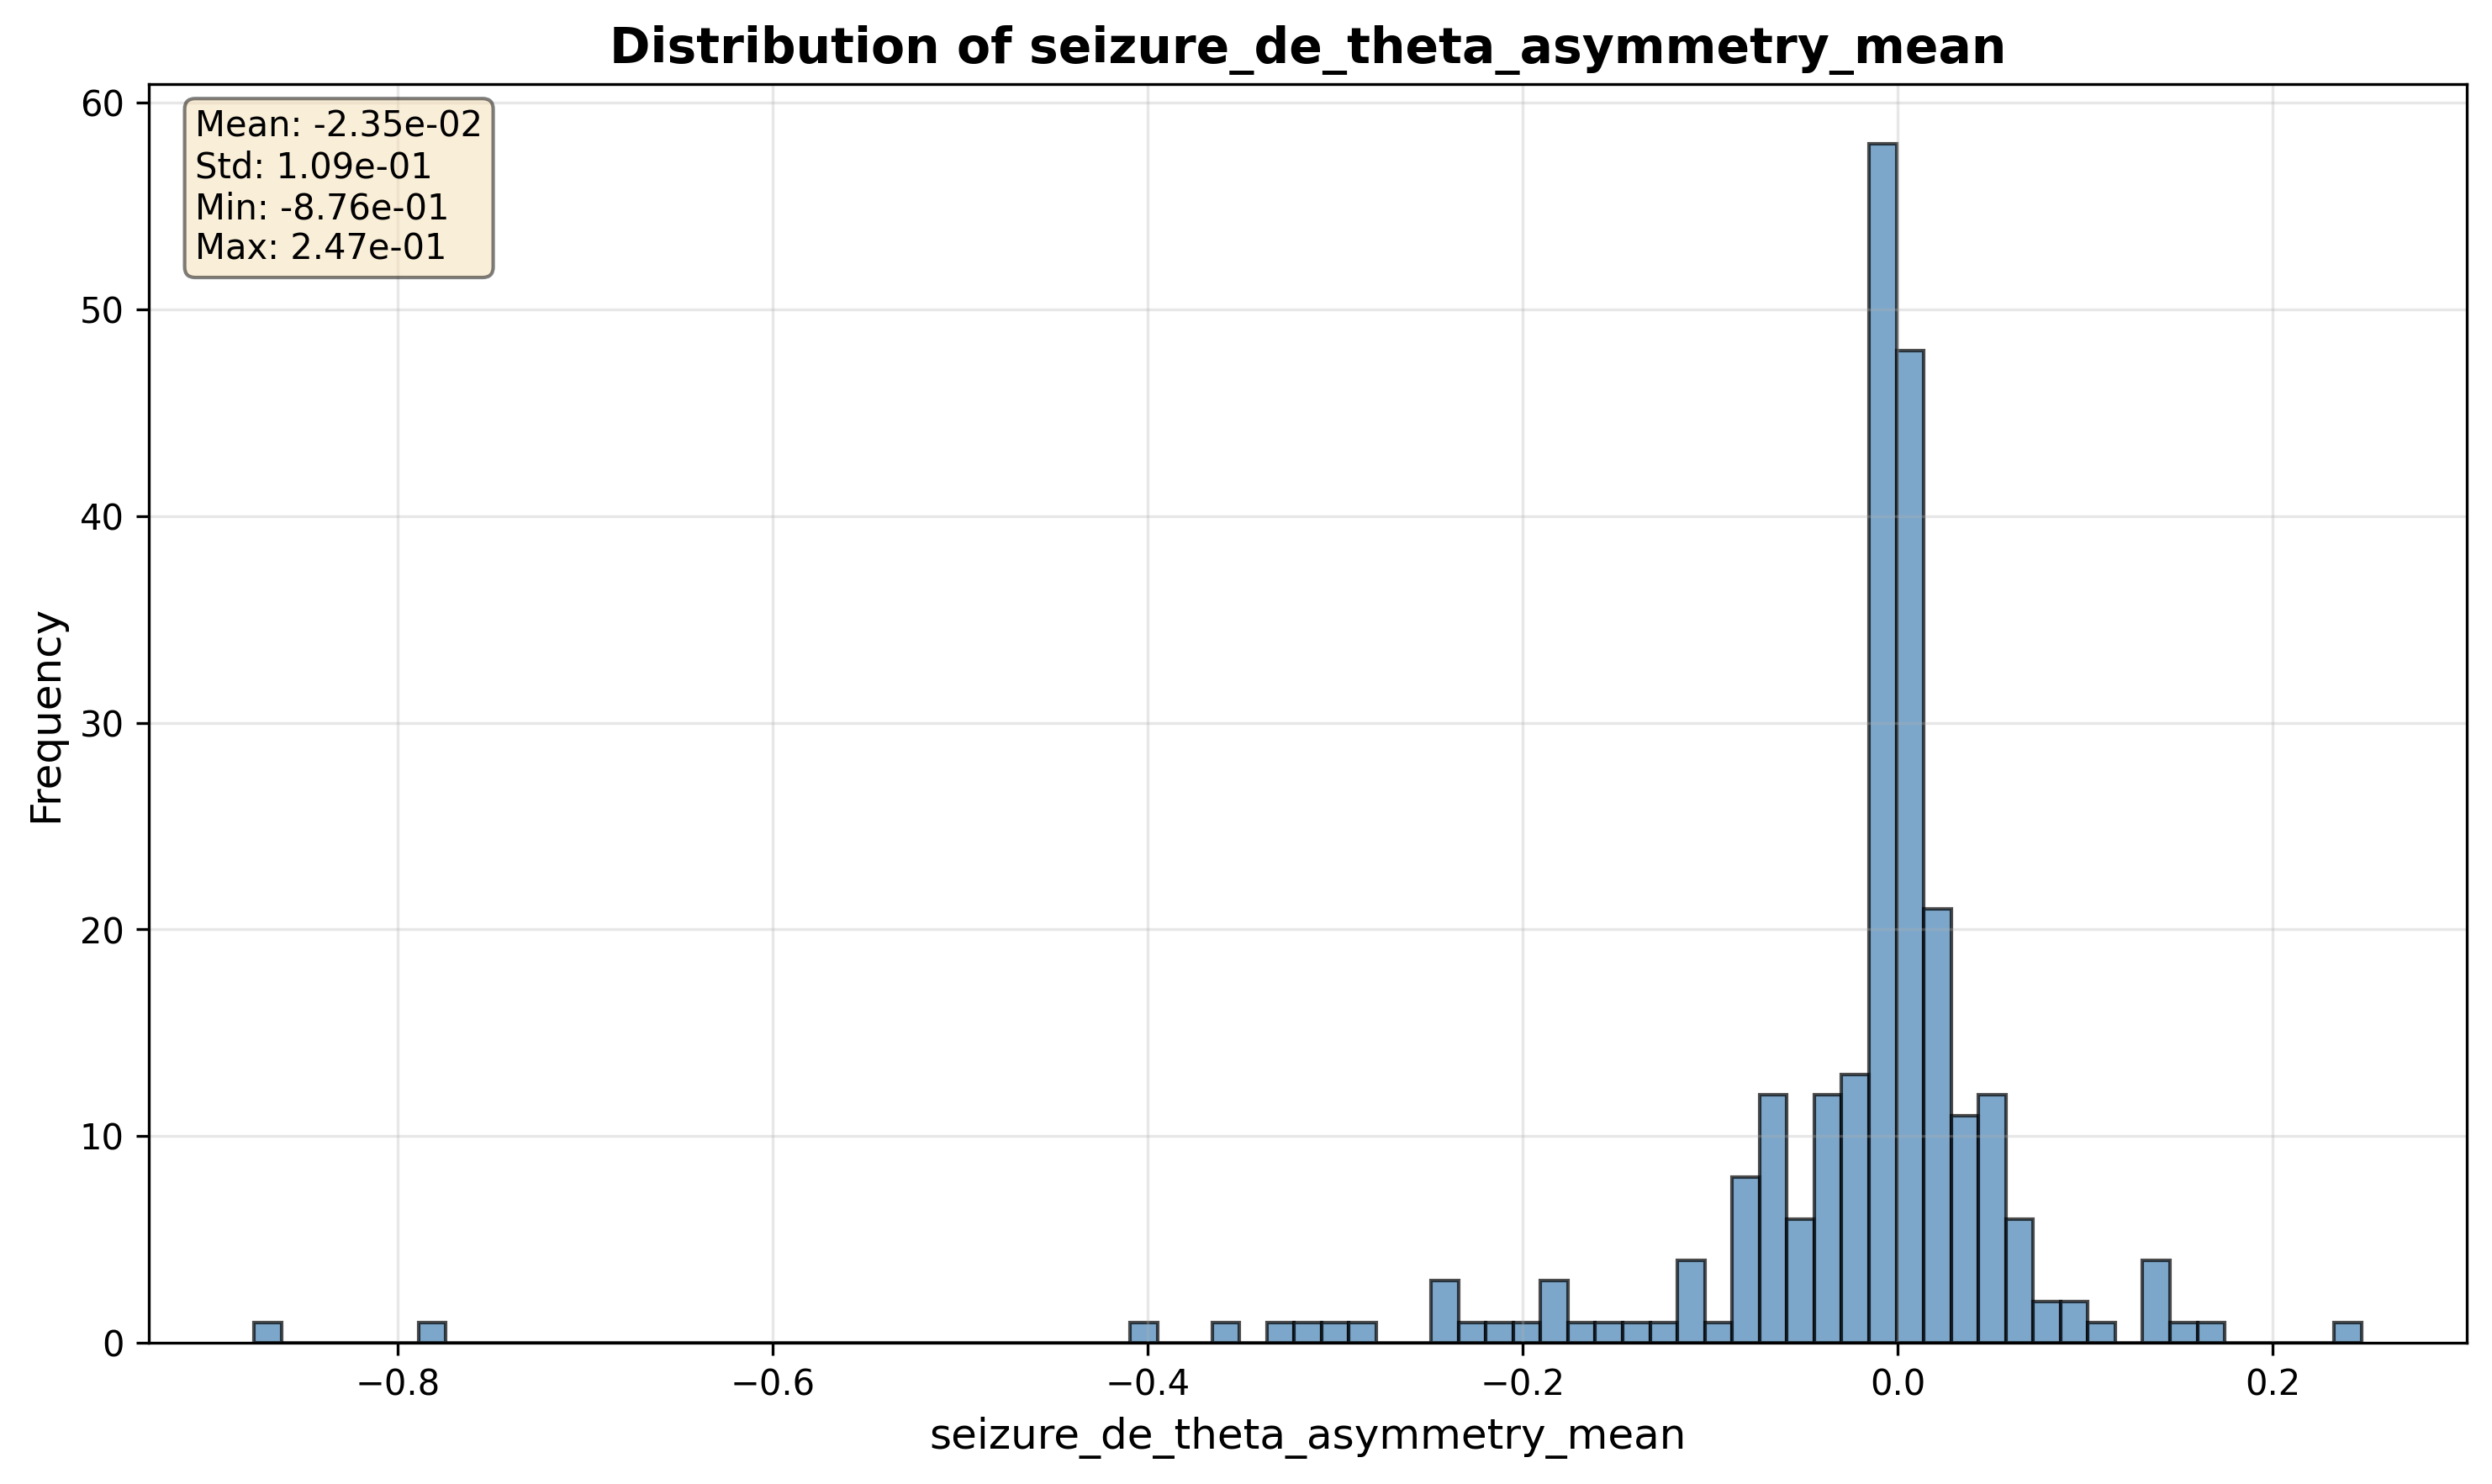 Distribution of seizure_de_theta_asymmetry_mean
Mean: -2.35e-02
Std: 1.09e-01
Min: -8.76e-01
Max: 2.47e-01
60
50
40
30
20
10
0
Frequency
−0.8 −0.6 −0.4 −0.2 0.0 0.2
seizure_de_theta_asymmetry_mean